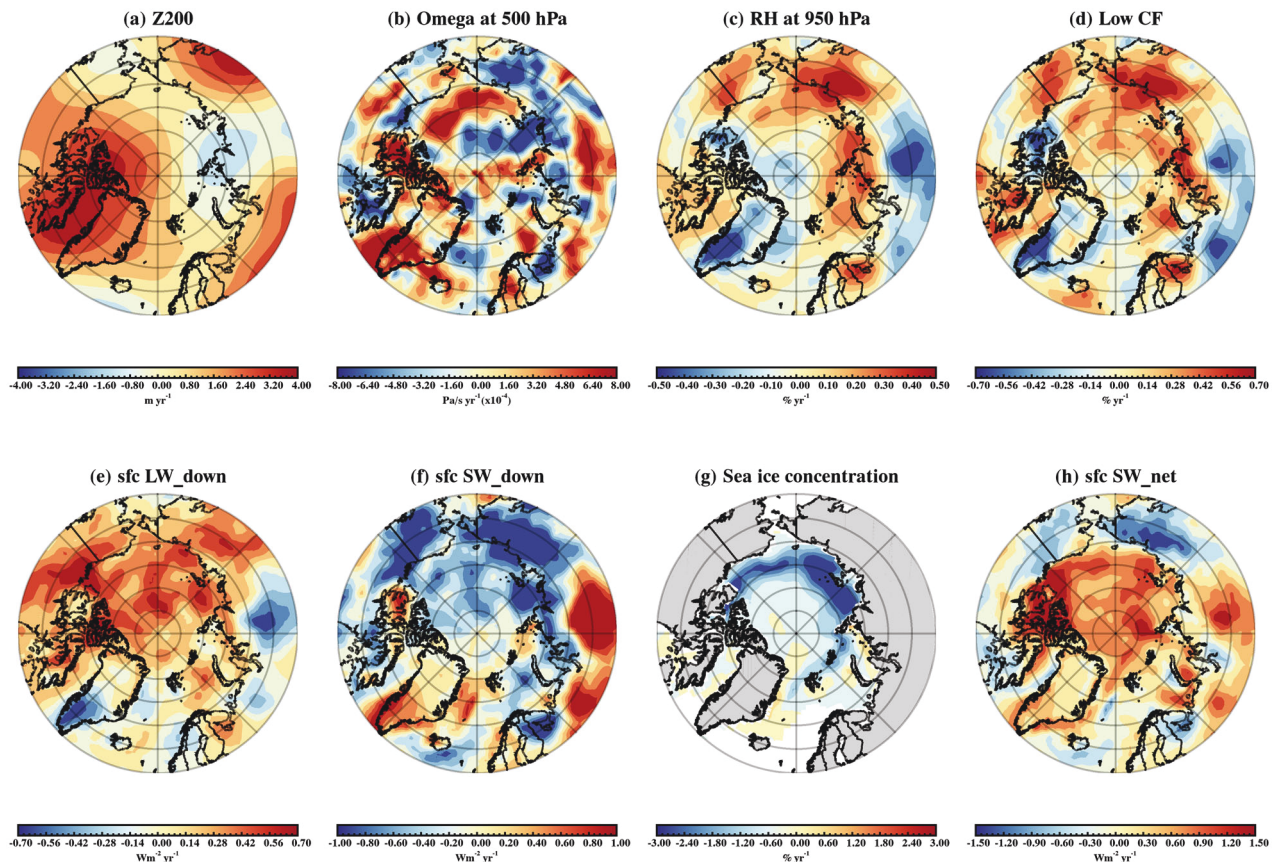 (a) Z200
(b) Omega at 500 hPa
(c) RH at 950 hPa
(d) Low CF
-4.00 -3.20 -2.40 -1.60 -0.80 0.00 0.80 1.60 2.40 3.20 4.00
m yr⁻¹
-8.00 -6.40 -4.80 -3.20 -1.60 0.00 1.60 3.20 4.80 6.40 8.00
Pa/s yr⁻¹(x10⁻⁴)
-0.50 -0.40 -0.30 -0.20 -0.10 0.00 0.10 0.20 0.30 0.40 0.50
% yr⁻¹
-0.70 -0.56 -0.42 -0.28 -0.14 0.00 0.14 0.28 0.42 0.56 0.70
% yr⁻¹
(e) sfc LW_down
(f) sfc SW_down
(g) Sea ice concentration
(h) sfc SW_net
-0.70 -0.56 -0.42 -0.28 -0.14 0.00 0.14 0.28 0.42 0.56 0.70
Wm⁻² yr⁻¹
-1.00 -0.80 -0.60 -0.40 -0.20 0.00 0.20 0.40 0.60 0.80 1.00
Wm⁻² yr⁻¹
-3.00 -2.40 -1.80 -1.20 -0.60 0.00 0.60 1.20 1.80 2.40 3.00
% yr⁻¹
-1.50 -1.20 -0.90 -0.60 -0.30 0.00 0.30 0.60 0.90 1.20 1.50
Wm⁻² yr⁻¹